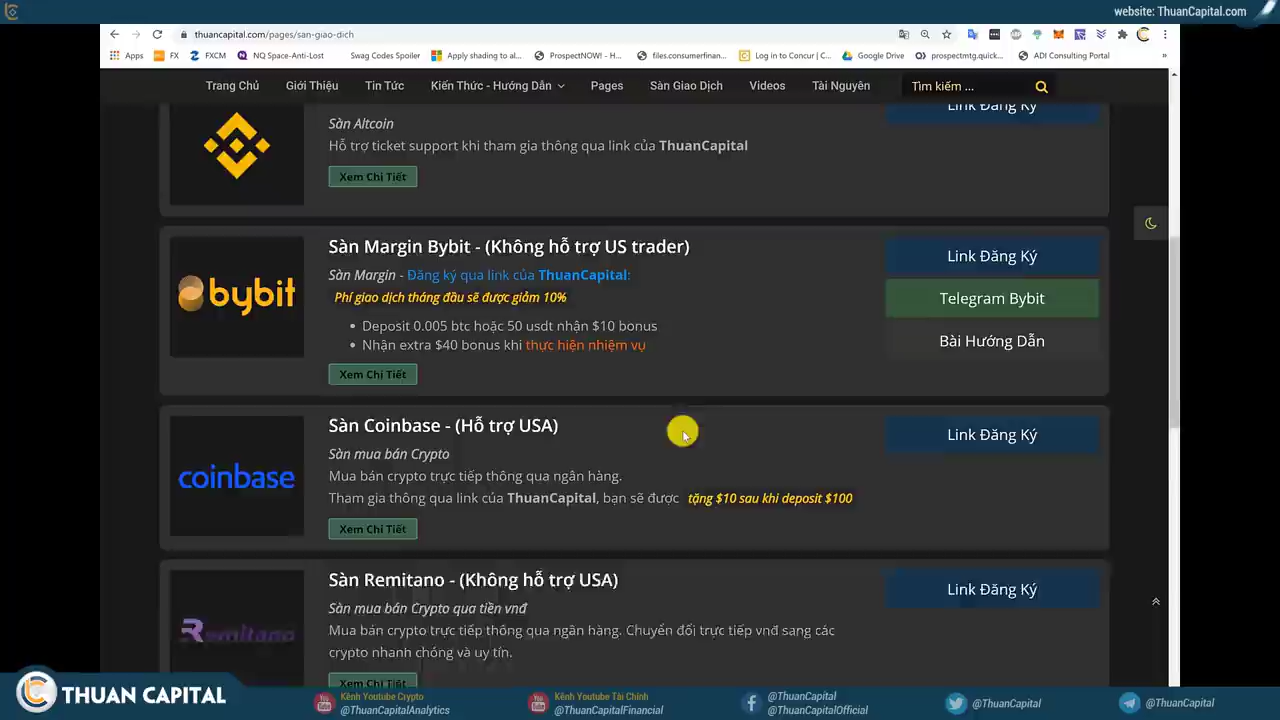 website: ThuanCapital.com
thuancapital.com/pages/san-giao-dich
Apps
FX
FXCM
NQ Space-Anti-Lost
Swag Codes Spoiler
Apply shading to al...
ProspectNOW! - H...
files.consumerfinan...
Log in to Concur | C...
Google Drive
prospectmtg.quick...
ADI Consulting Portal
Trang Chủ
Giới Thiệu
Tin Tức
Kiến Thức - Hướng Dẫn
Pages
Sàn Giao Dịch
Videos
Tài Nguyên
Tìm kiếm ...
Link Đăng Ký
Sàn Altcoin
Hỗ trợ ticket support khi tham gia thông qua link của ThuanCapital
Xem Chi Tiết
Sàn Margin Bybit - (Không hỗ trợ US trader)
Sàn Margin - Đăng ký qua link của ThuanCapital:
Phí giao dịch tháng đầu sẽ được giảm 10%
Deposit 0.005 btc hoặc 50 usdt nhận $10 bonus
Nhận extra $40 bonus khi thực hiện nhiệm vụ
Xem Chi Tiết
Link Đăng Ký
Telegram Bybit
Bài Hướng Dẫn
bybit
Sàn Coinbase - (Hỗ trợ USA)
Sàn mua bán Crypto
Mua bán crypto trực tiếp thông qua ngân hàng.
Tham gia thông qua link của ThuanCapital, bạn sẽ được tặng $10 sau khi deposit $100
Xem Chi Tiết
Link Đăng Ký
coinbase
Sàn Remitano - (Không hỗ trợ USA)
Sàn mua bán Crypto qua tiền vnđ
Mua bán crypto trực tiếp thông qua ngân hàng. Chuyển đổi trực tiếp vnđ sang các
crypto nhanh chóng và uy tín.
Xem Chi Tiết
Link Đăng Ký
Remitano
THUAN CAPITAL
Kênh Youtube Crypto
@ThuanCapitalAnalytics
Kênh Youtube Tài Chính
@ThuanCapitalFinancial
@ThuanCapital
@ThuanCapitalOfficial
@ThuanCapital
@ThuanCapital